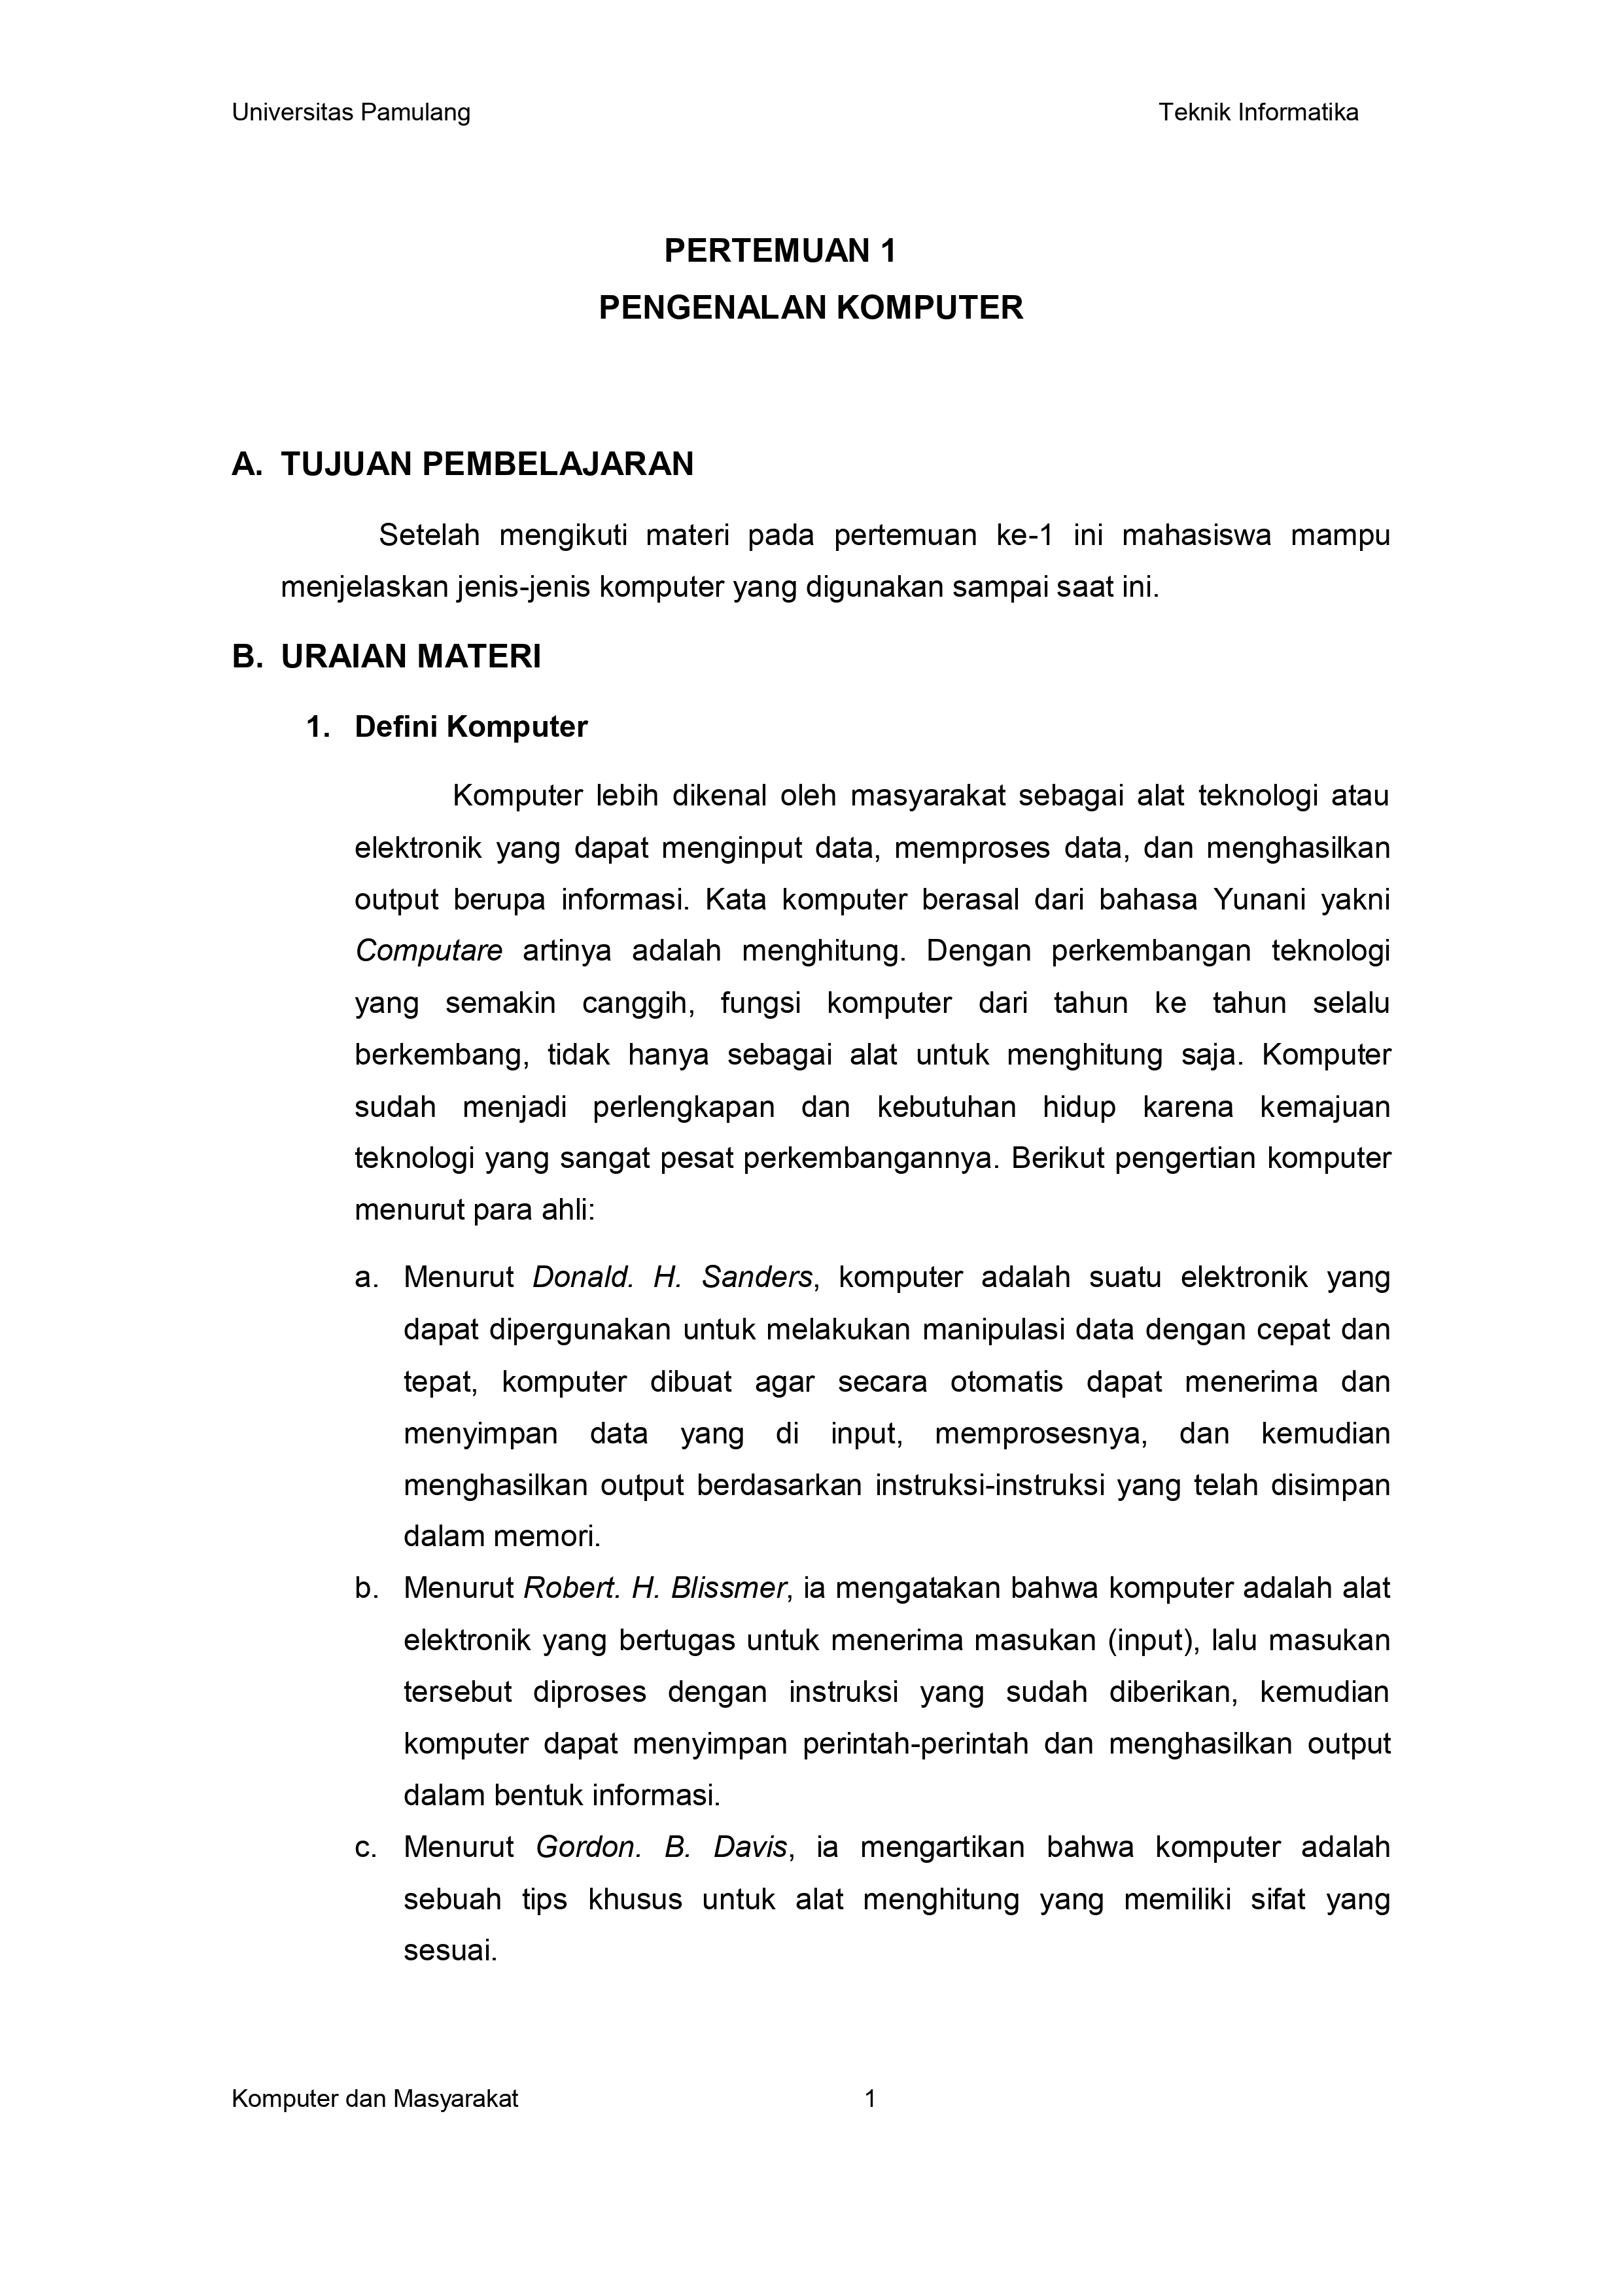 Universitas Pamulang Teknik Informatika
PERTEMUAN 1
PENGENALAN KOMPUTER
A. TUJUAN PEMBELAJARAN
Setelah mengikuti materi pada pertemuan ke-1 ini mahasiswa mampu
menjelaskan jenis-jenis komputer yang digunakan sampai saat ini.
B. URAIAN MATERI
1. Defini Komputer
Komputer lebih dikenal oleh masyarakat sebagai alat teknologi atau
elektronik yang dapat menginput data, memproses data, dan menghasilkan
output berupa informasi. Kata komputer berasal dari bahasa Yunani yakni
Computare artinya adalah menghitung. Dengan perkembangan teknologi
yang semakin canggih, fungsi komputer dari tahun ke tahun selalu
berkembang, tidak hanya sebagai alat untuk menghitung saja. Komputer
sudah menjadi perlengkapan dan kebutuhan hidup karena kemajuan
teknologi yang sangat pesat perkembangannya. Berikut pengertian komputer
menurut para ahli:
a. Menurut Donald. H. Sanders, komputer adalah suatu elektronik yang
dapat dipergunakan untuk melakukan manipulasi data dengan cepat dan
tepat, komputer dibuat agar secara otomatis dapat menerima dan
menyimpan data yang di input, memprosesnya, dan kemudian
menghasilkan output berdasarkan instruksi-instruksi yang telah disimpan
dalam memori.
b. Menurut Robert. H. Blissmer, ia mengatakan bahwa komputer adalah alat
elektronik yang bertugas untuk menerima masukan (input), lalu masukan
tersebut diproses dengan instruksi yang sudah diberikan, kemudian
komputer dapat menyimpan perintah-perintah dan menghasilkan output
dalam bentuk informasi.
c. Menurut Gordon. B. Davis, ia mengartikan bahwa komputer adalah
sebuah tips khusus untuk alat menghitung yang memiliki sifat yang
sesuai.
Komputer dan Masyarakat 1